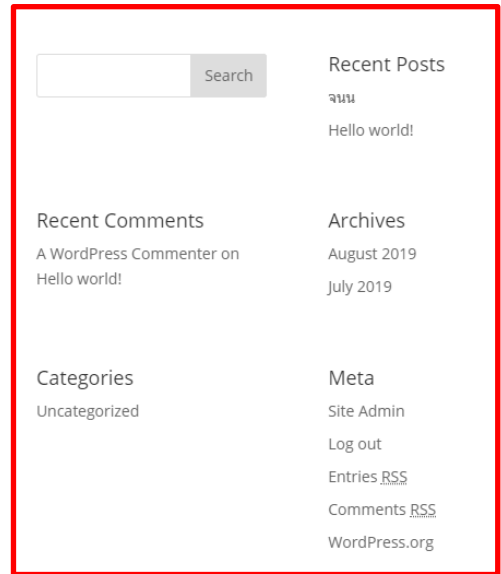 Search
Recent Posts
จนน
Hello world!
Recent Comments
A WordPress Commenter on
Hello world!
Archives
August 2019
July 2019
Categories
Uncategorized
Meta
Site Admin
Log out
Entries RSS
Comments RSS
WordPress.org